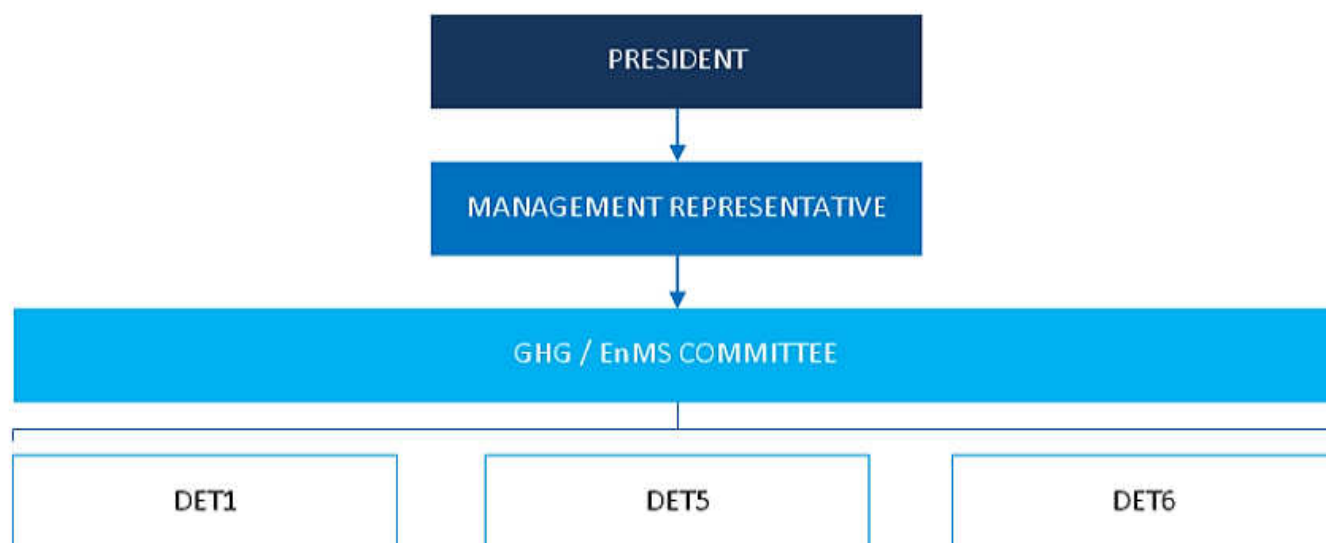 PRESIDENT
MANAGEMENT REPRESENTATIVE
GHG / EnMS COMMITTEE
DET1
DET5
DET6